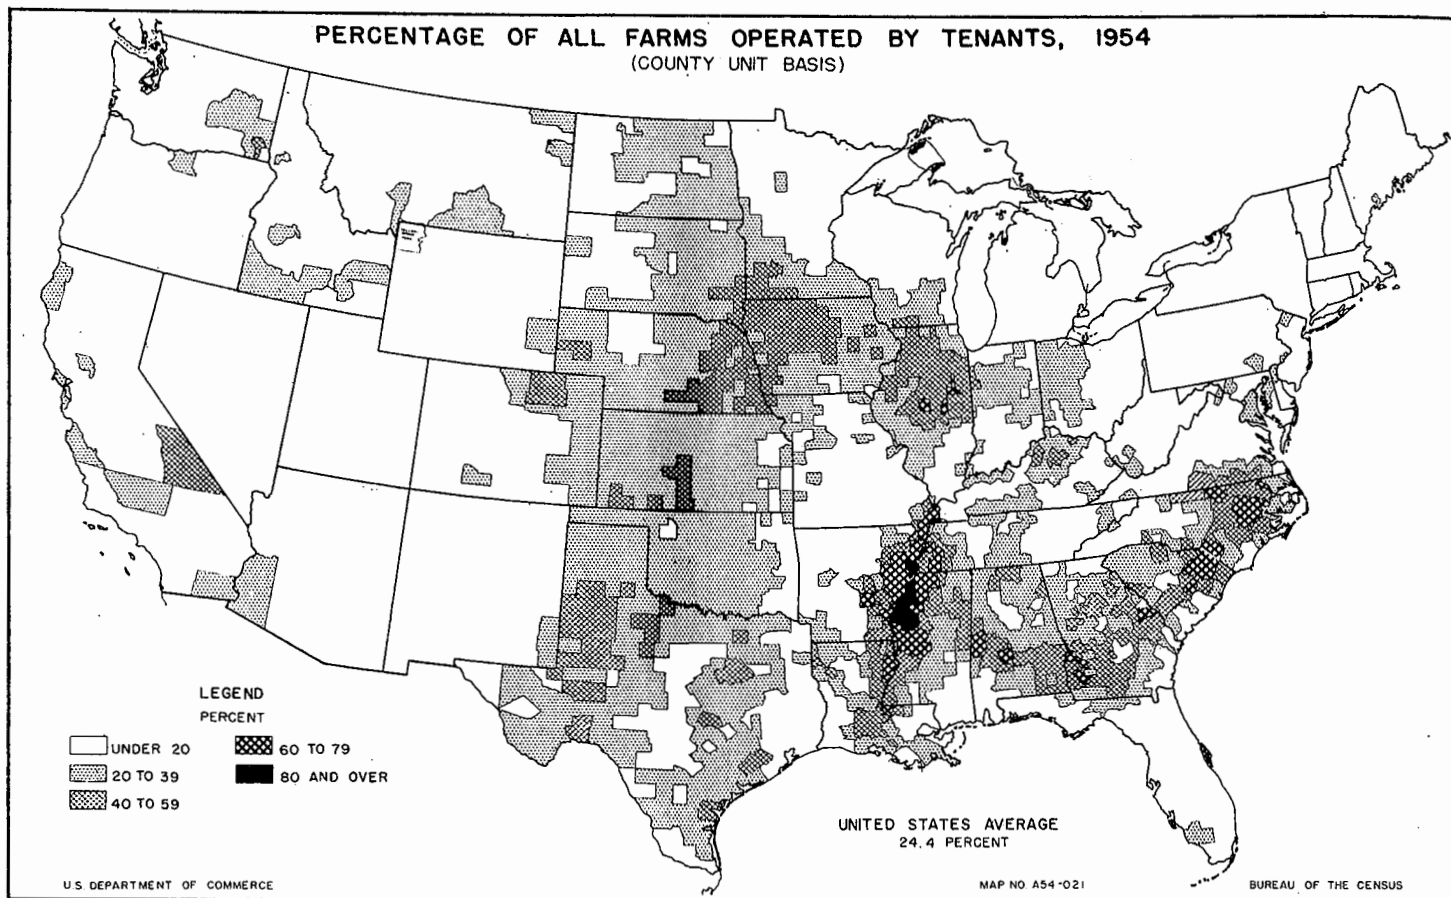 PERCENTAGE OF ALL FARMS OPERATED BY TENANTS, 1954
(COUNTY UNIT BASIS)
LEGEND
PERCENT
UNDER 20
20 TO 39
40 TO 59
60 TO 79
80 AND OVER
UNITED STATES AVERAGE
24.4 PERCENT
U.S. DEPARTMENT OF COMMERCE
MAP NO. A54-021
BUREAU OF THE CENSUS